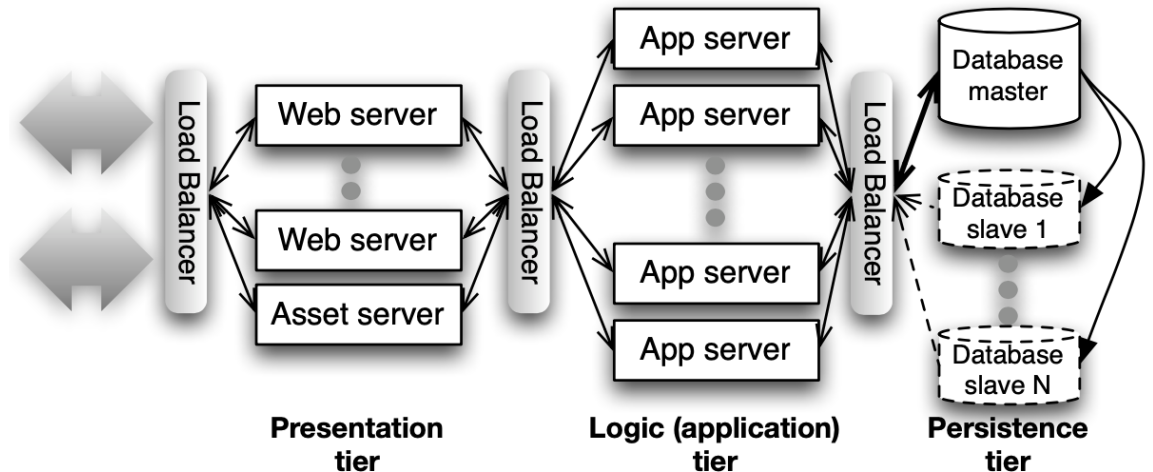 Load Balancer
Web server
Web server
Asset server
Presentation
tier
Load Balancer
App server
App server
App server
App server
Logic (application)
tier
Load Balancer
Database
master
Database
slave 1
Database
slave N
Persistence
tier